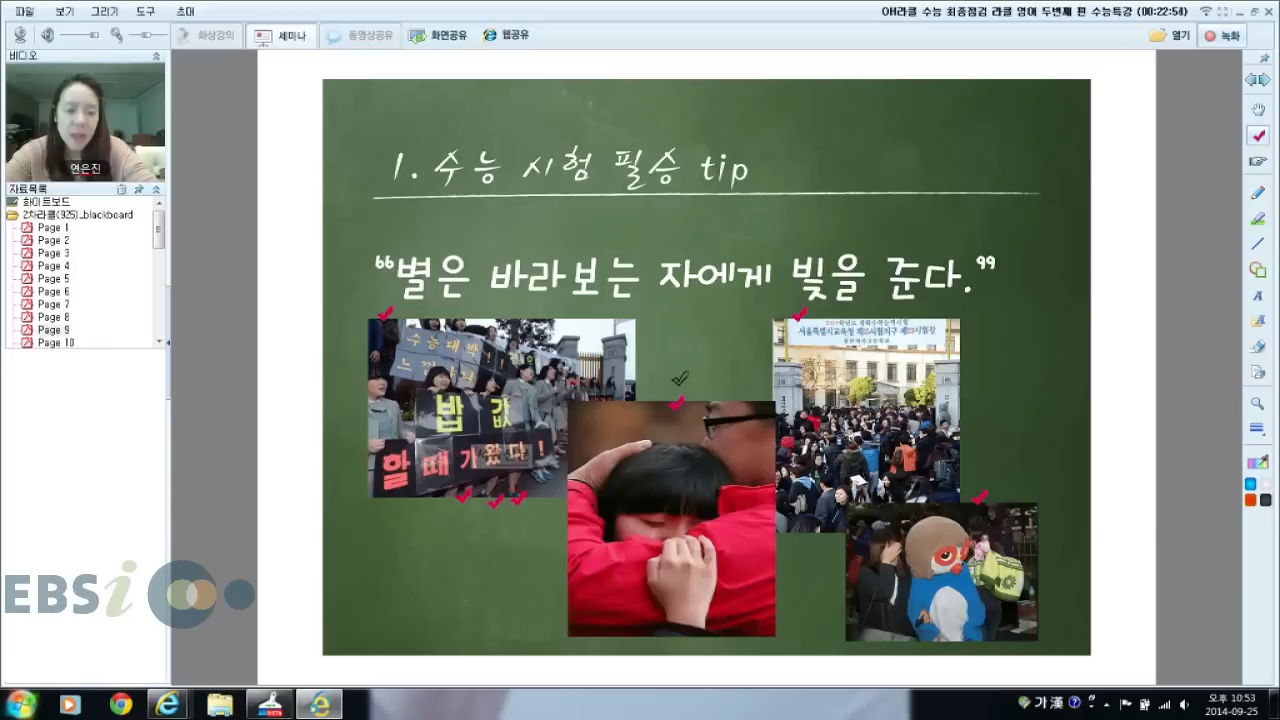 파일 보기 그리기 도구 초대
OH라클 수능 최종점검 라클 영어 두번째 편 수능특강 (00:22:54)
화상강의 세미나 동영상공유 화면공유 웹공유 열기 녹화
비디오
연은진
자료목록
화이트보드
2차라클(925)_blackboard
Page 1
Page 2
Page 3
Page 4
Page 5
Page 6
Page 7
Page 8
Page 9
Page 10
1. 수능 시험 필승 tip
“별은 바라보는 자에게 빛을 준다.”
수능대박!!
밥 값
할 때가 왔다!
EBSi
가 漢
오후 10:53
2014-09-25